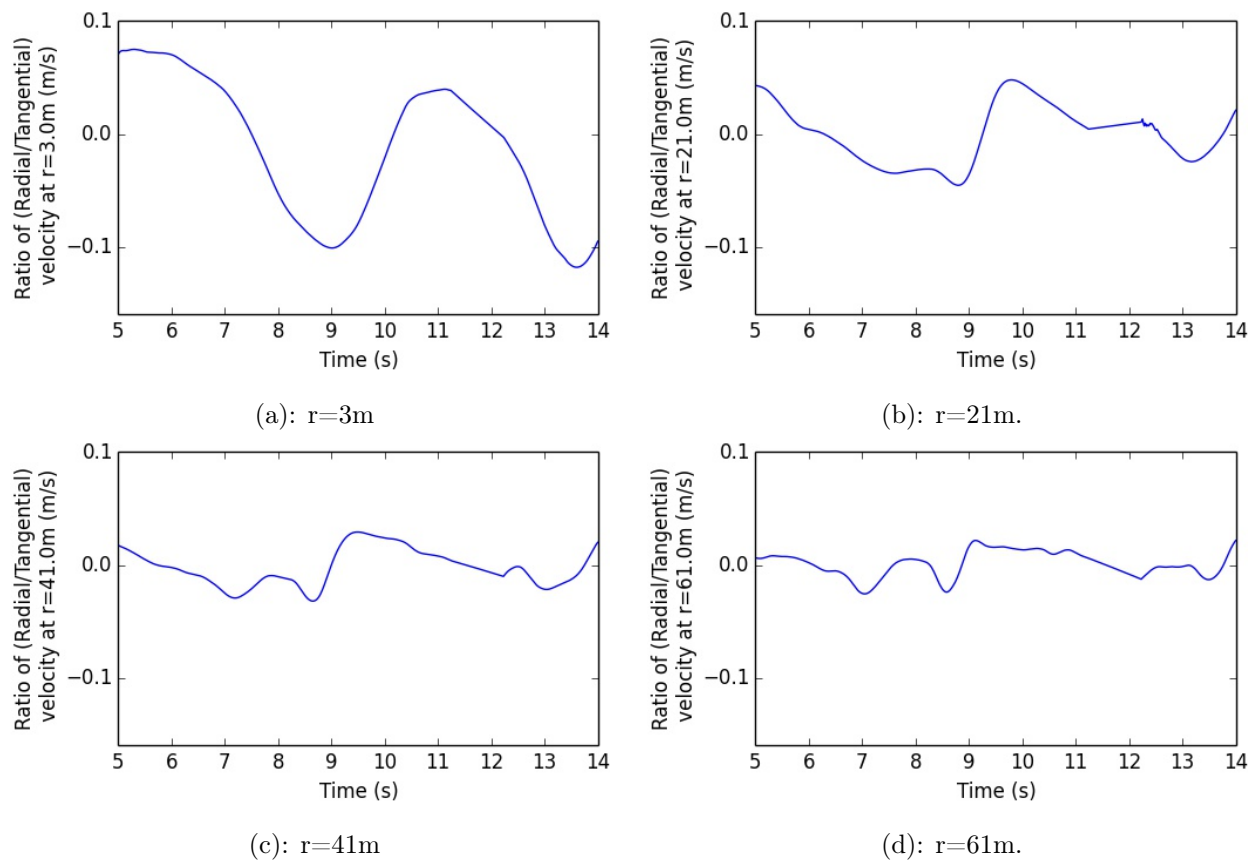 Ratio of (Radial/Tangential)
velocity at r=3.0m (m/s)
0.1
0.0
−0.1
5 6 7 8 9 10 11 12 13 14
Time (s)
(a): r=3m
Ratio of (Radial/Tangential)
velocity at r=21.0m (m/s)
0.1
0.0
−0.1
5 6 7 8 9 10 11 12 13 14
Time (s)
(b): r=21m.
Ratio of (Radial/Tangential)
velocity at r=41.0m (m/s)
0.1
0.0
−0.1
5 6 7 8 9 10 11 12 13 14
Time (s)
(c): r=41m
Ratio of (Radial/Tangential)
velocity at r=61.0m (m/s)
0.1
0.0
−0.1
5 6 7 8 9 10 11 12 13 14
Time (s)
(d): r=61m.